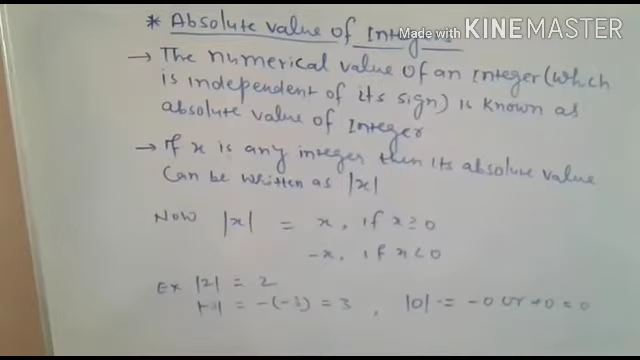 * Absolute value of Integers
Made with KINEMASTER
→ The numerical value of an Integer (which
is independent of its sign) is known as
absolute value of Integer
→ If x is any integer then its absolute value
can be written as |x|
Now |x| = x, if x ≥ 0
-x, if x < 0
Ex |2| = 2
= -(-3) = 3, |0| = -0 or +0 = 0